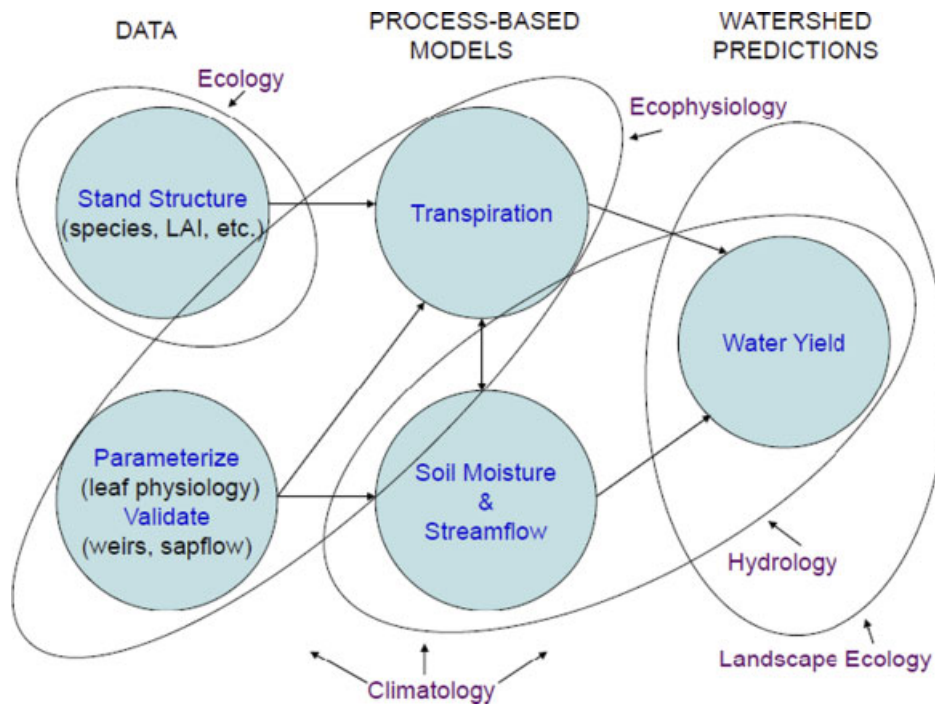 DATA
PROCESS-BASED
MODELS
WATERSHED
PREDICTIONS
Ecology
Ecophysiology
Stand Structure
(species, LAI, etc.)
Transpiration
Water Yield
Parameterize
(leaf physiology)
Validate
(weirs, sapflow)
Soil Moisture
&
Streamflow
Hydrology
Landscape Ecology
Climatology